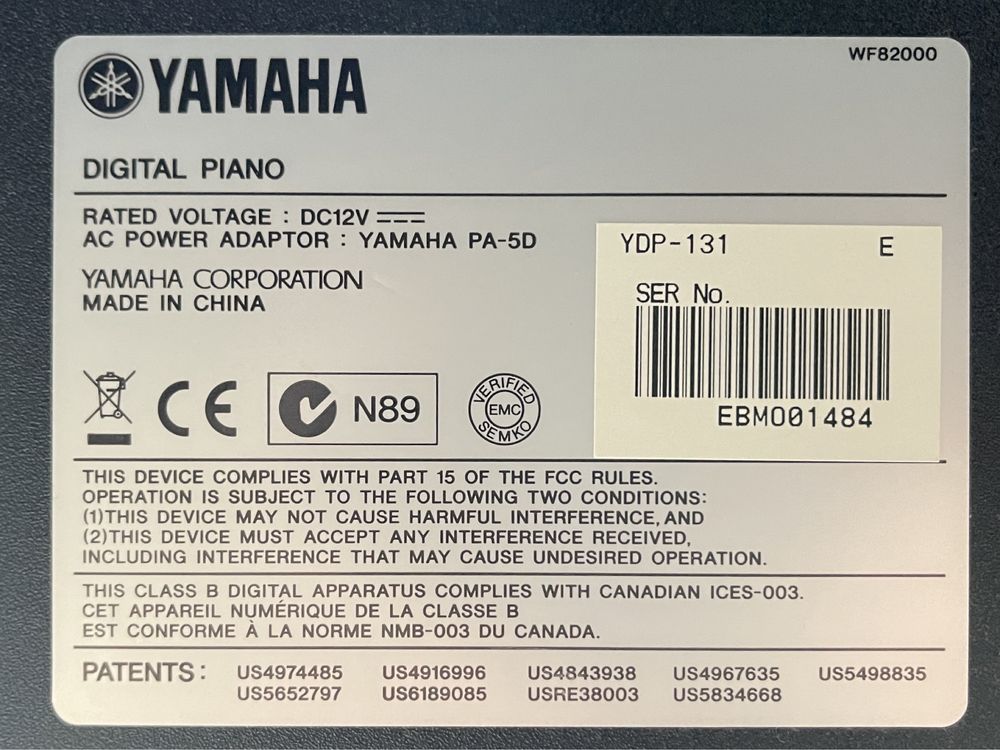 WF82000
YAMAHA
DIGITAL PIANO
RATED VOLTAGE : DC12V
AC POWER ADAPTOR : YAMAHA PA-5D
YAMAHA CORPORATION
MADE IN CHINA
YDP-131 E
SER No.
EBM001484
CE
N89
VERIFIED
EMC
SEMKO
THIS DEVICE COMPLIES WITH PART 15 OF THE FCC RULES.
OPERATION IS SUBJECT TO THE FOLLOWING TWO CONDITIONS:
(1)THIS DEVICE MAY NOT CAUSE HARMFUL INTERFERENCE, AND
(2)THIS DEVICE MUST ACCEPT ANY INTERFERENCE RECEIVED,
INCLUDING INTERFERENCE THAT MAY CAUSE UNDESIRED OPERATION.
THIS CLASS B DIGITAL APPARATUS COMPLIES WITH CANADIAN ICES-003.
CET APPAREIL NUMÉRIQUE DE LA CLASSE B
EST CONFORME À LA NORME NMB-003 DU CANADA.
PATENTS : US4974485 US4916996 US4843938 US4967635 US5498835
US5652797 US6189085 USRE38003 US5834668